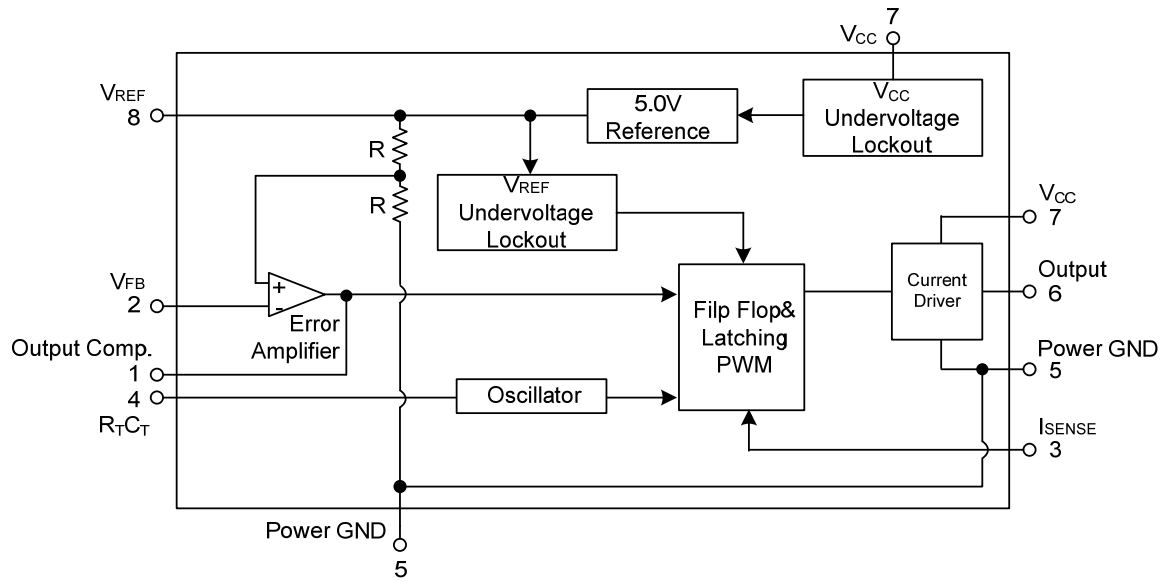 7
VCC
VREF
8
5.0V
Reference
VCC
Undervoltage
Lockout
R
R
VREF
Undervoltage
Lockout
VCC
7
VFB
2
+
-
Error
Amplifier
Filp Flop&
Latching
PWM
Current
Driver
Output
6
Output Comp.
1
Power GND
5
4
RTCT
Oscillator
ISENSE
3
Power GND
5